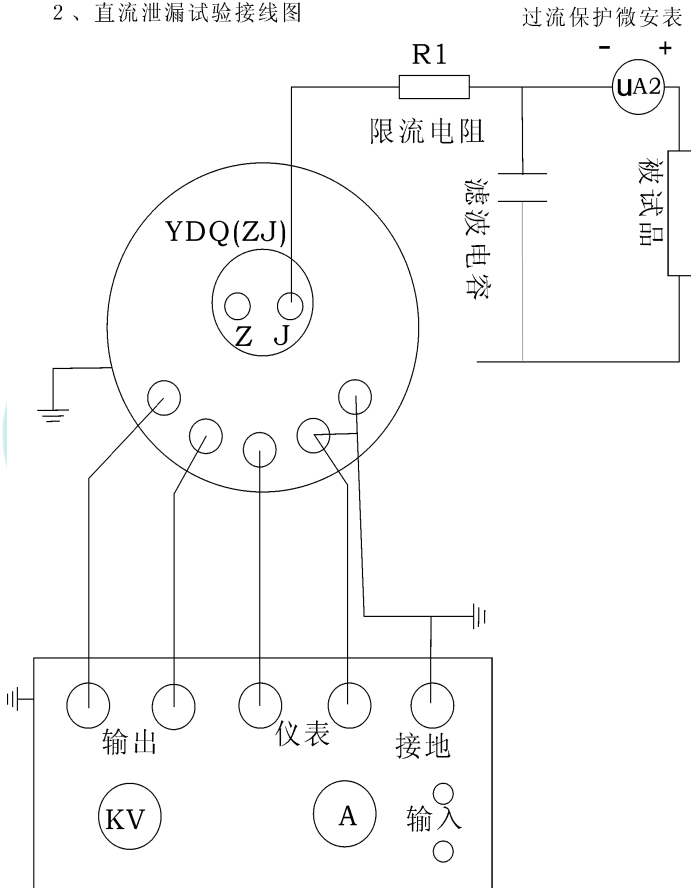 2、直流泄漏试验接线图
过流保护微安表
- +
R1
uA2
限流电阻
滤波电容
被试品
YDQ(ZJ)
Z J
输出
仪表
接地
KV
A
输入